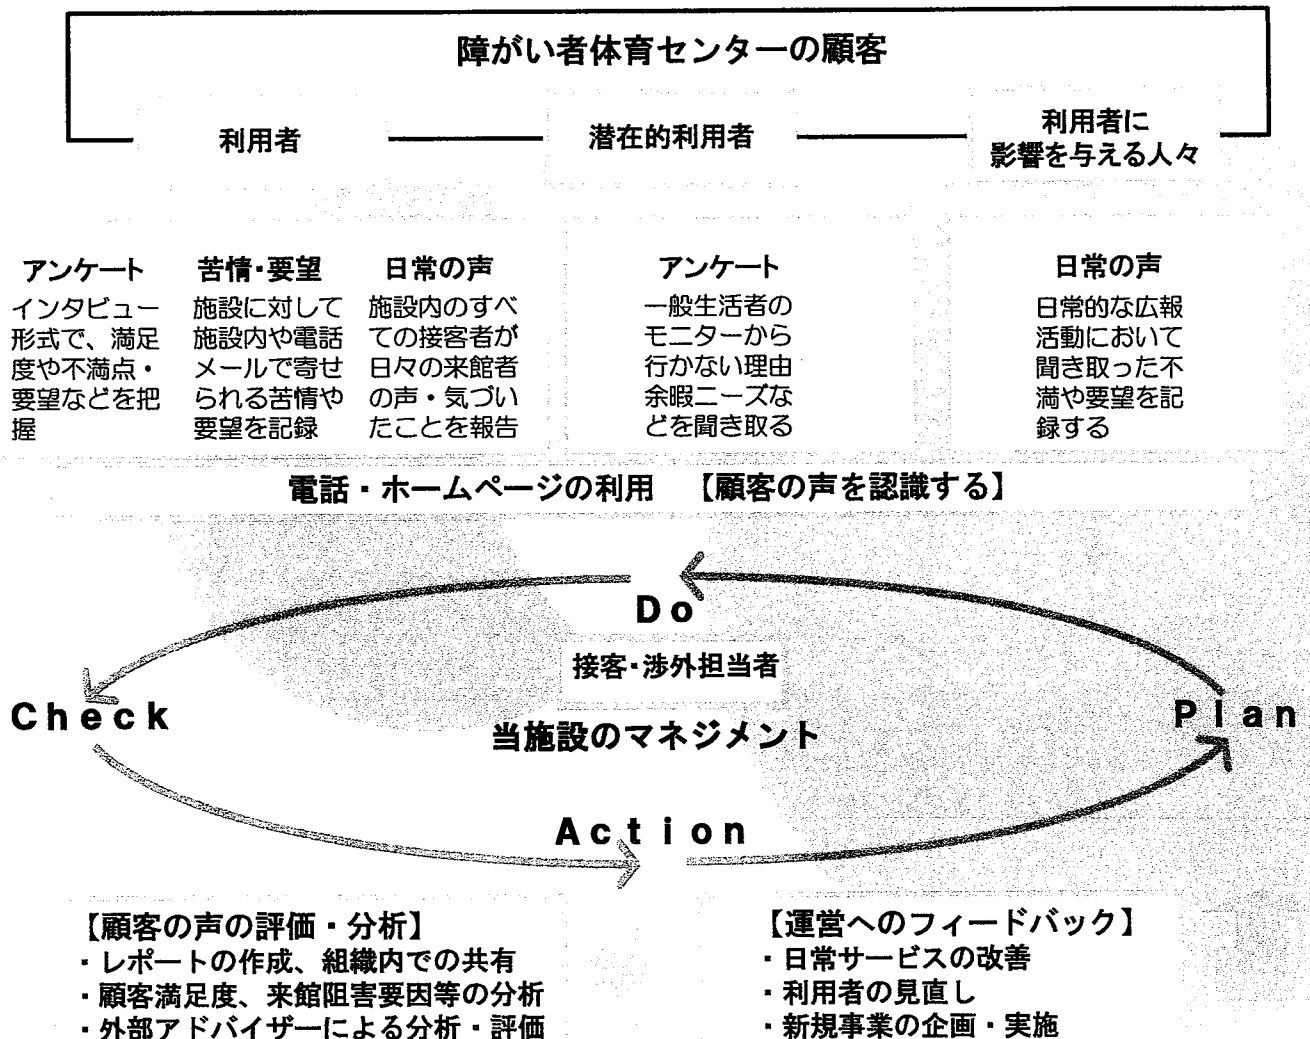 障がい者体育センターの顧客
利用者
潜在的利用者
利用者に
影響を与える人々
アンケート
インタビュー
形式で、満足
度や不満点・
要望などを把
握
苦情・要望
施設に対して
施設内や電話
メールで寄せ
られる苦情や
要望を記録
日常の声
施設内のすべ
ての接客者が
日々の来館者
の声・気づい
たことを報告
アンケート
一般生活者の
モニターから
行かない理由
余暇ニーズな
どを聞き取る
日常の声
日常的な広報
活動において
聞き取った不
満や要望を記
録する
電話・ホームページの利用 【顧客の声を認識する】
Do
接客・渉外担当者
Check
Plan
当施設のマネジメント
Action
【顧客の声の評価・分析】
・レポートの作成、組織内での共有
・顧客満足度、来館阻害要因等の分析
・外部アドバイザーによる分析・評価
【運営へのフィードバック】
・日常サービスの改善
・利用者の見直し
・新規事業の企画・実施